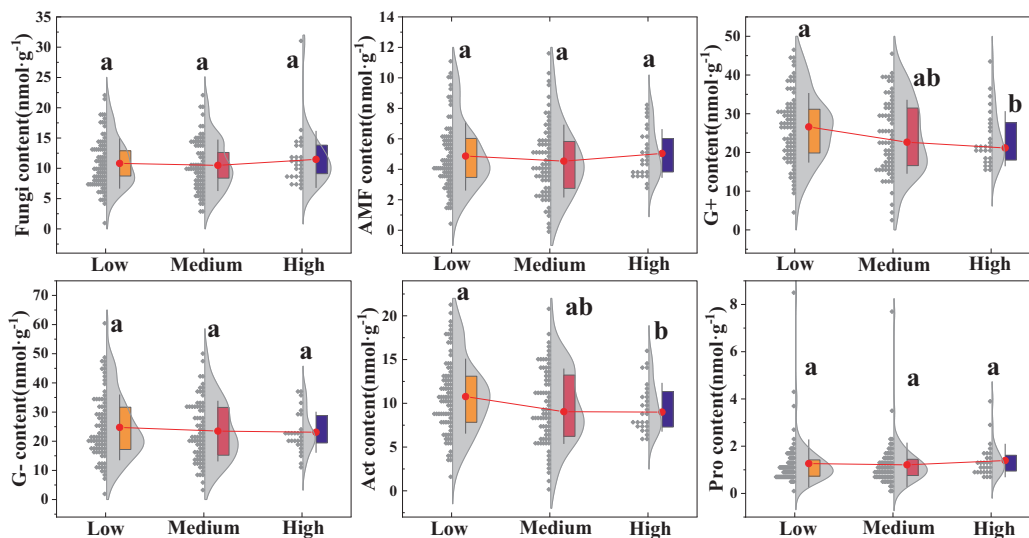 Fungi content(nmol·g-1)
35
30
25
20
15
10
5
0
a a a
Low Medium High
AMF content(nmol·g-1)
12
10
8
6
4
2
0
a a a
Low Medium High
G+ content(nmol·g-1)
50
40
30
20
10
0
a ab b
Low Medium High
G- content(nmol·g-1)
70
60
50
40
30
20
10
0
a a a
Low Medium High
Act content(nmol·g-1)
20
15
10
5
0
a ab b
Low Medium High
Pro content(nmol·g-1)
8
6
4
2
0
a a a
Low Medium High